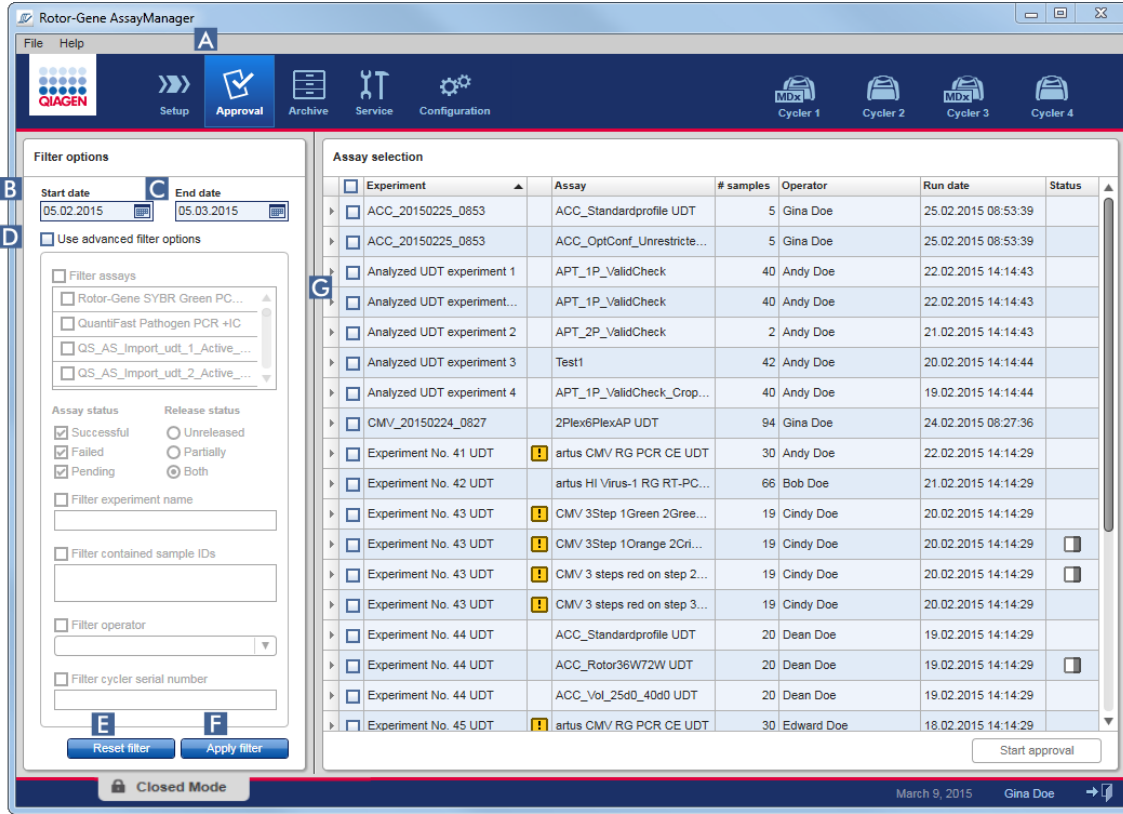 Rotor-Gene AssayManager
File Help
A
QIAGEN
Setup
Approval
Archive
Service
Configuration
MDx
Cycler 1
Cycler 2
MDx
Cycler 3
Cycler 4
Filter options
B Start date C End date
05.02.2015 05.03.2015
D Use advanced filter options
Filter assays
Rotor-Gene SYBR Green PC...
QuantiFast Pathogen PCR +IC
QS_AS_Import_udt_1_Active_...
QS_AS_Import_udt_2_Active_...
Assay status Release status
Successful Unreleased
Failed Partially
Pending Both
Filter experiment name
Filter contained sample IDs
Filter operator
Filter cycler serial number
E F
Reset filter Apply filter
G
Assay selection
Experiment Assay # samples Operator Run date Status
ACC_20150225_0853 ACC_Standardprofile UDT 5 Gina Doe 25.02.2015 08:53:39
ACC_20150225_0853 ACC_OptConf_Unrestricte... 5 Gina Doe 25.02.2015 08:53:39
Analyzed UDT experiment 1 APT_1P_ValidCheck 40 Andy Doe 22.02.2015 14:14:43
Analyzed UDT experiment... APT_1P_ValidCheck 40 Andy Doe 22.02.2015 14:14:43
Analyzed UDT experiment 2 APT_2P_ValidCheck 2 Andy Doe 21.02.2015 14:14:43
Analyzed UDT experiment 3 Test1 42 Andy Doe 20.02.2015 14:14:44
Analyzed UDT experiment 4 APT_1P_ValidCheck_Crop... 40 Andy Doe 19.02.2015 14:14:44
CMV_20150224_0827 2Plex6PlexAP UDT 94 Gina Doe 24.02.2015 08:27:36
Experiment No. 41 UDT ! artus CMV RG PCR CE UDT 30 Andy Doe 22.02.2015 14:14:29
Experiment No. 42 UDT artus HI Virus-1 RG RT-PC... 66 Bob Doe 21.02.2015 14:14:29
Experiment No. 43 UDT ! CMV 3Step 1Green 2Gree... 19 Cindy Doe 20.02.2015 14:14:29
Experiment No. 43 UDT ! CMV 3Step 1Orange 2Cri... 19 Cindy Doe 20.02.2015 14:14:29
Experiment No. 43 UDT ! CMV 3 steps red on step 2... 19 Cindy Doe 20.02.2015 14:14:29
Experiment No. 43 UDT ! CMV 3 steps red on step 3... 19 Cindy Doe 20.02.2015 14:14:29
Experiment No. 44 UDT ACC_Standardprofile UDT 20 Dean Doe 19.02.2015 14:14:29
Experiment No. 44 UDT ACC_Rotor36W72W UDT 20 Dean Doe 19.02.2015 14:14:29
Experiment No. 44 UDT ACC_Vol_25d0_40d0 UDT 20 Dean Doe 19.02.2015 14:14:29
Experiment No. 45 UDT ! artus CMV RG PCR CE UDT 30 Edward Doe 18.02.2015 14:14:29
Start approval
Closed Mode
March 9, 2015 Gina Doe